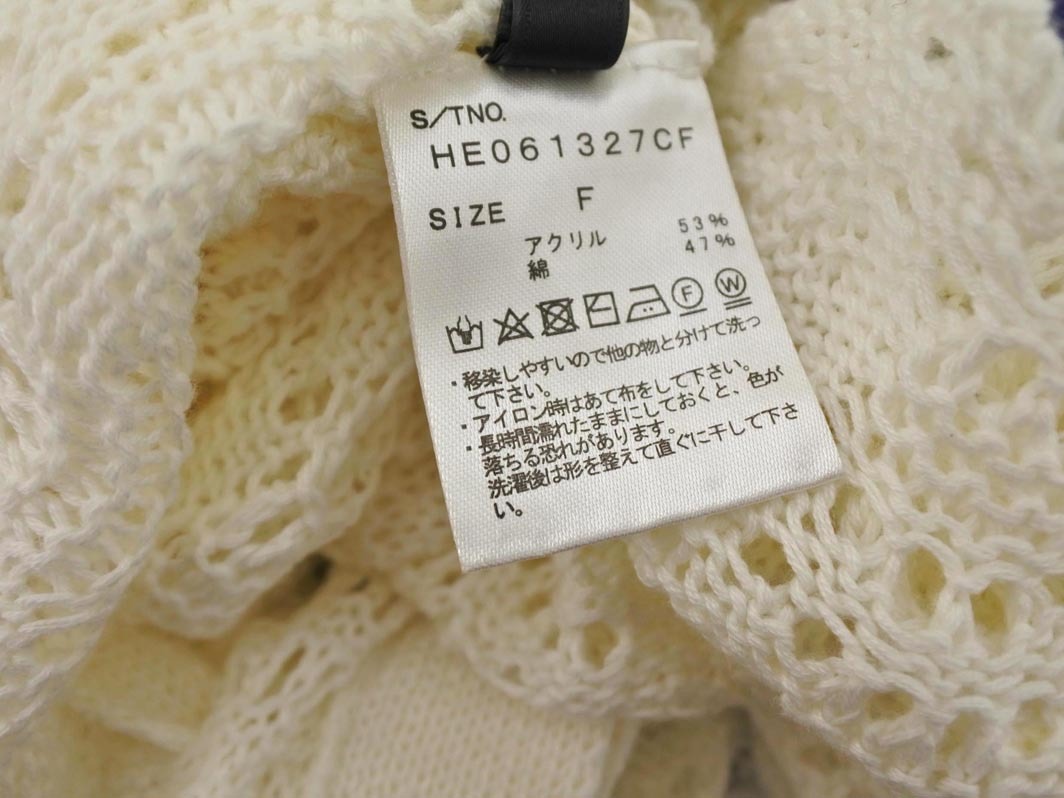 S/TNO.
HE061327CF
SIZE F
アクリル 53%
綿 47%
F W
・移染しやすいので他の物と分けて洗っ
て下さい。
・アイロン時はあて布をして下さい。
・長時間濡れたままにしておくと、色が
落ちる恐れがあります。
洗濯後は形を整えて直ぐに干して下さ
い。